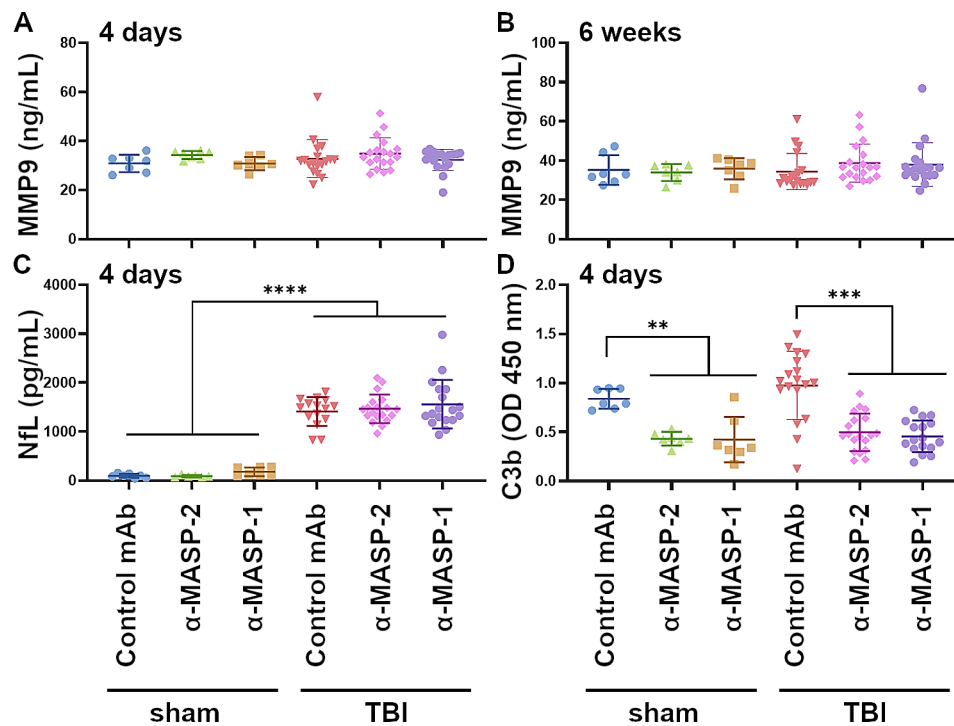 A 4 days
MMP9 (ng/mL)
80
60
40
20
0
B 6 weeks
MMP9 (ng/mL)
100
80
60
40
20
0
C 4 days
NfL (pg/mL)
4000
3000
2000
1000
0
****
D 4 days
C3b (OD 450 nm)
2.0
1.5
1.0
0.5
0.0
**
***
Control mAb
α-MASP-2
α-MASP-1
Control mAb
α-MASP-2
α-MASP-1
sham
TBI
Control mAb
α-MASP-2
α-MASP-1
Control mAb
α-MASP-2
α-MASP-1
sham
TBI